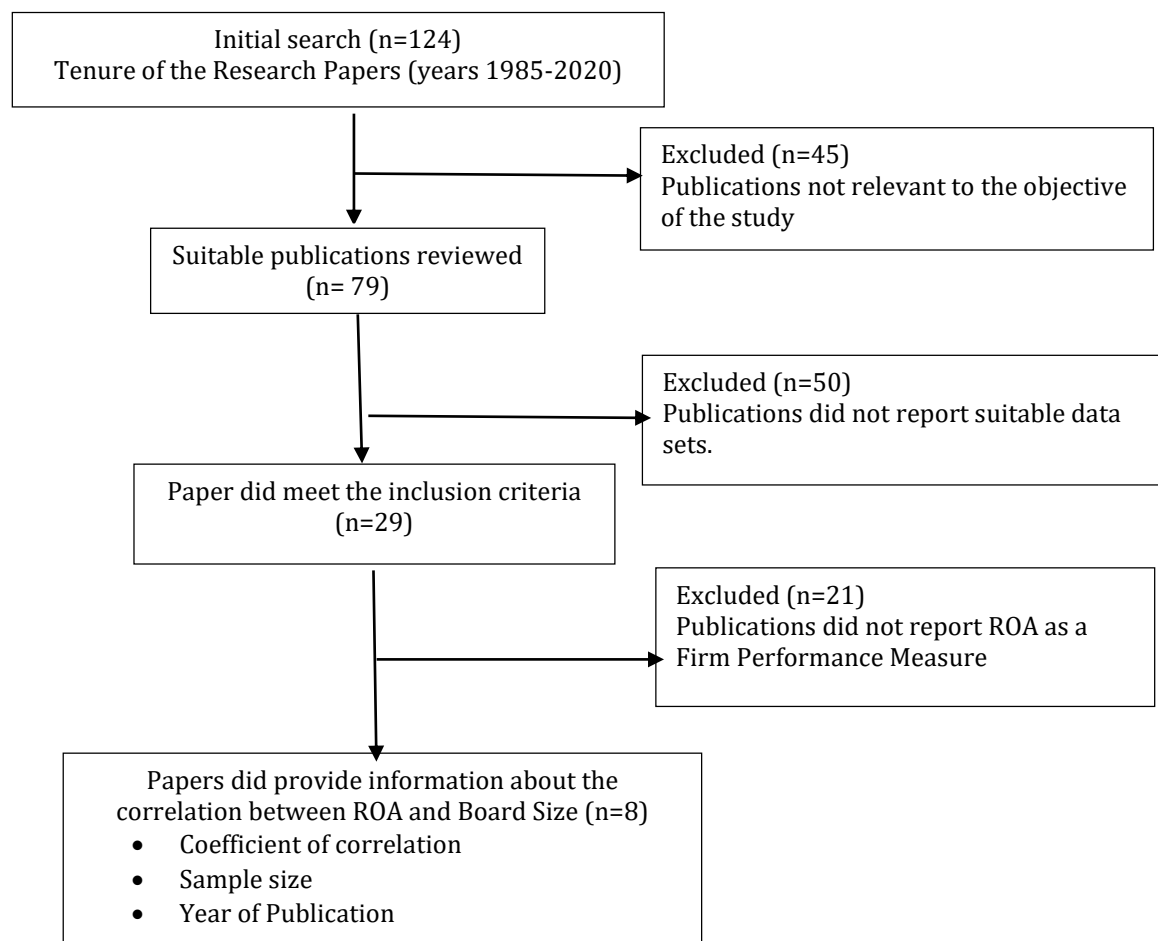 Initial search (n=124)
Tenure of the Research Papers (years 1985-2020)
Excluded (n=45)
Publications not relevant to the objective
of the study
Suitable publications reviewed
(n= 79)
Excluded (n=50)
Publications did not report suitable data
sets.
Paper did meet the inclusion criteria
(n=29)
Excluded (n=21)
Publications did not report ROA as a
Firm Performance Measure
Papers did provide information about the
correlation between ROA and Board Size (n=8)
• Coefficient of correlation
• Sample size
• Year of Publication